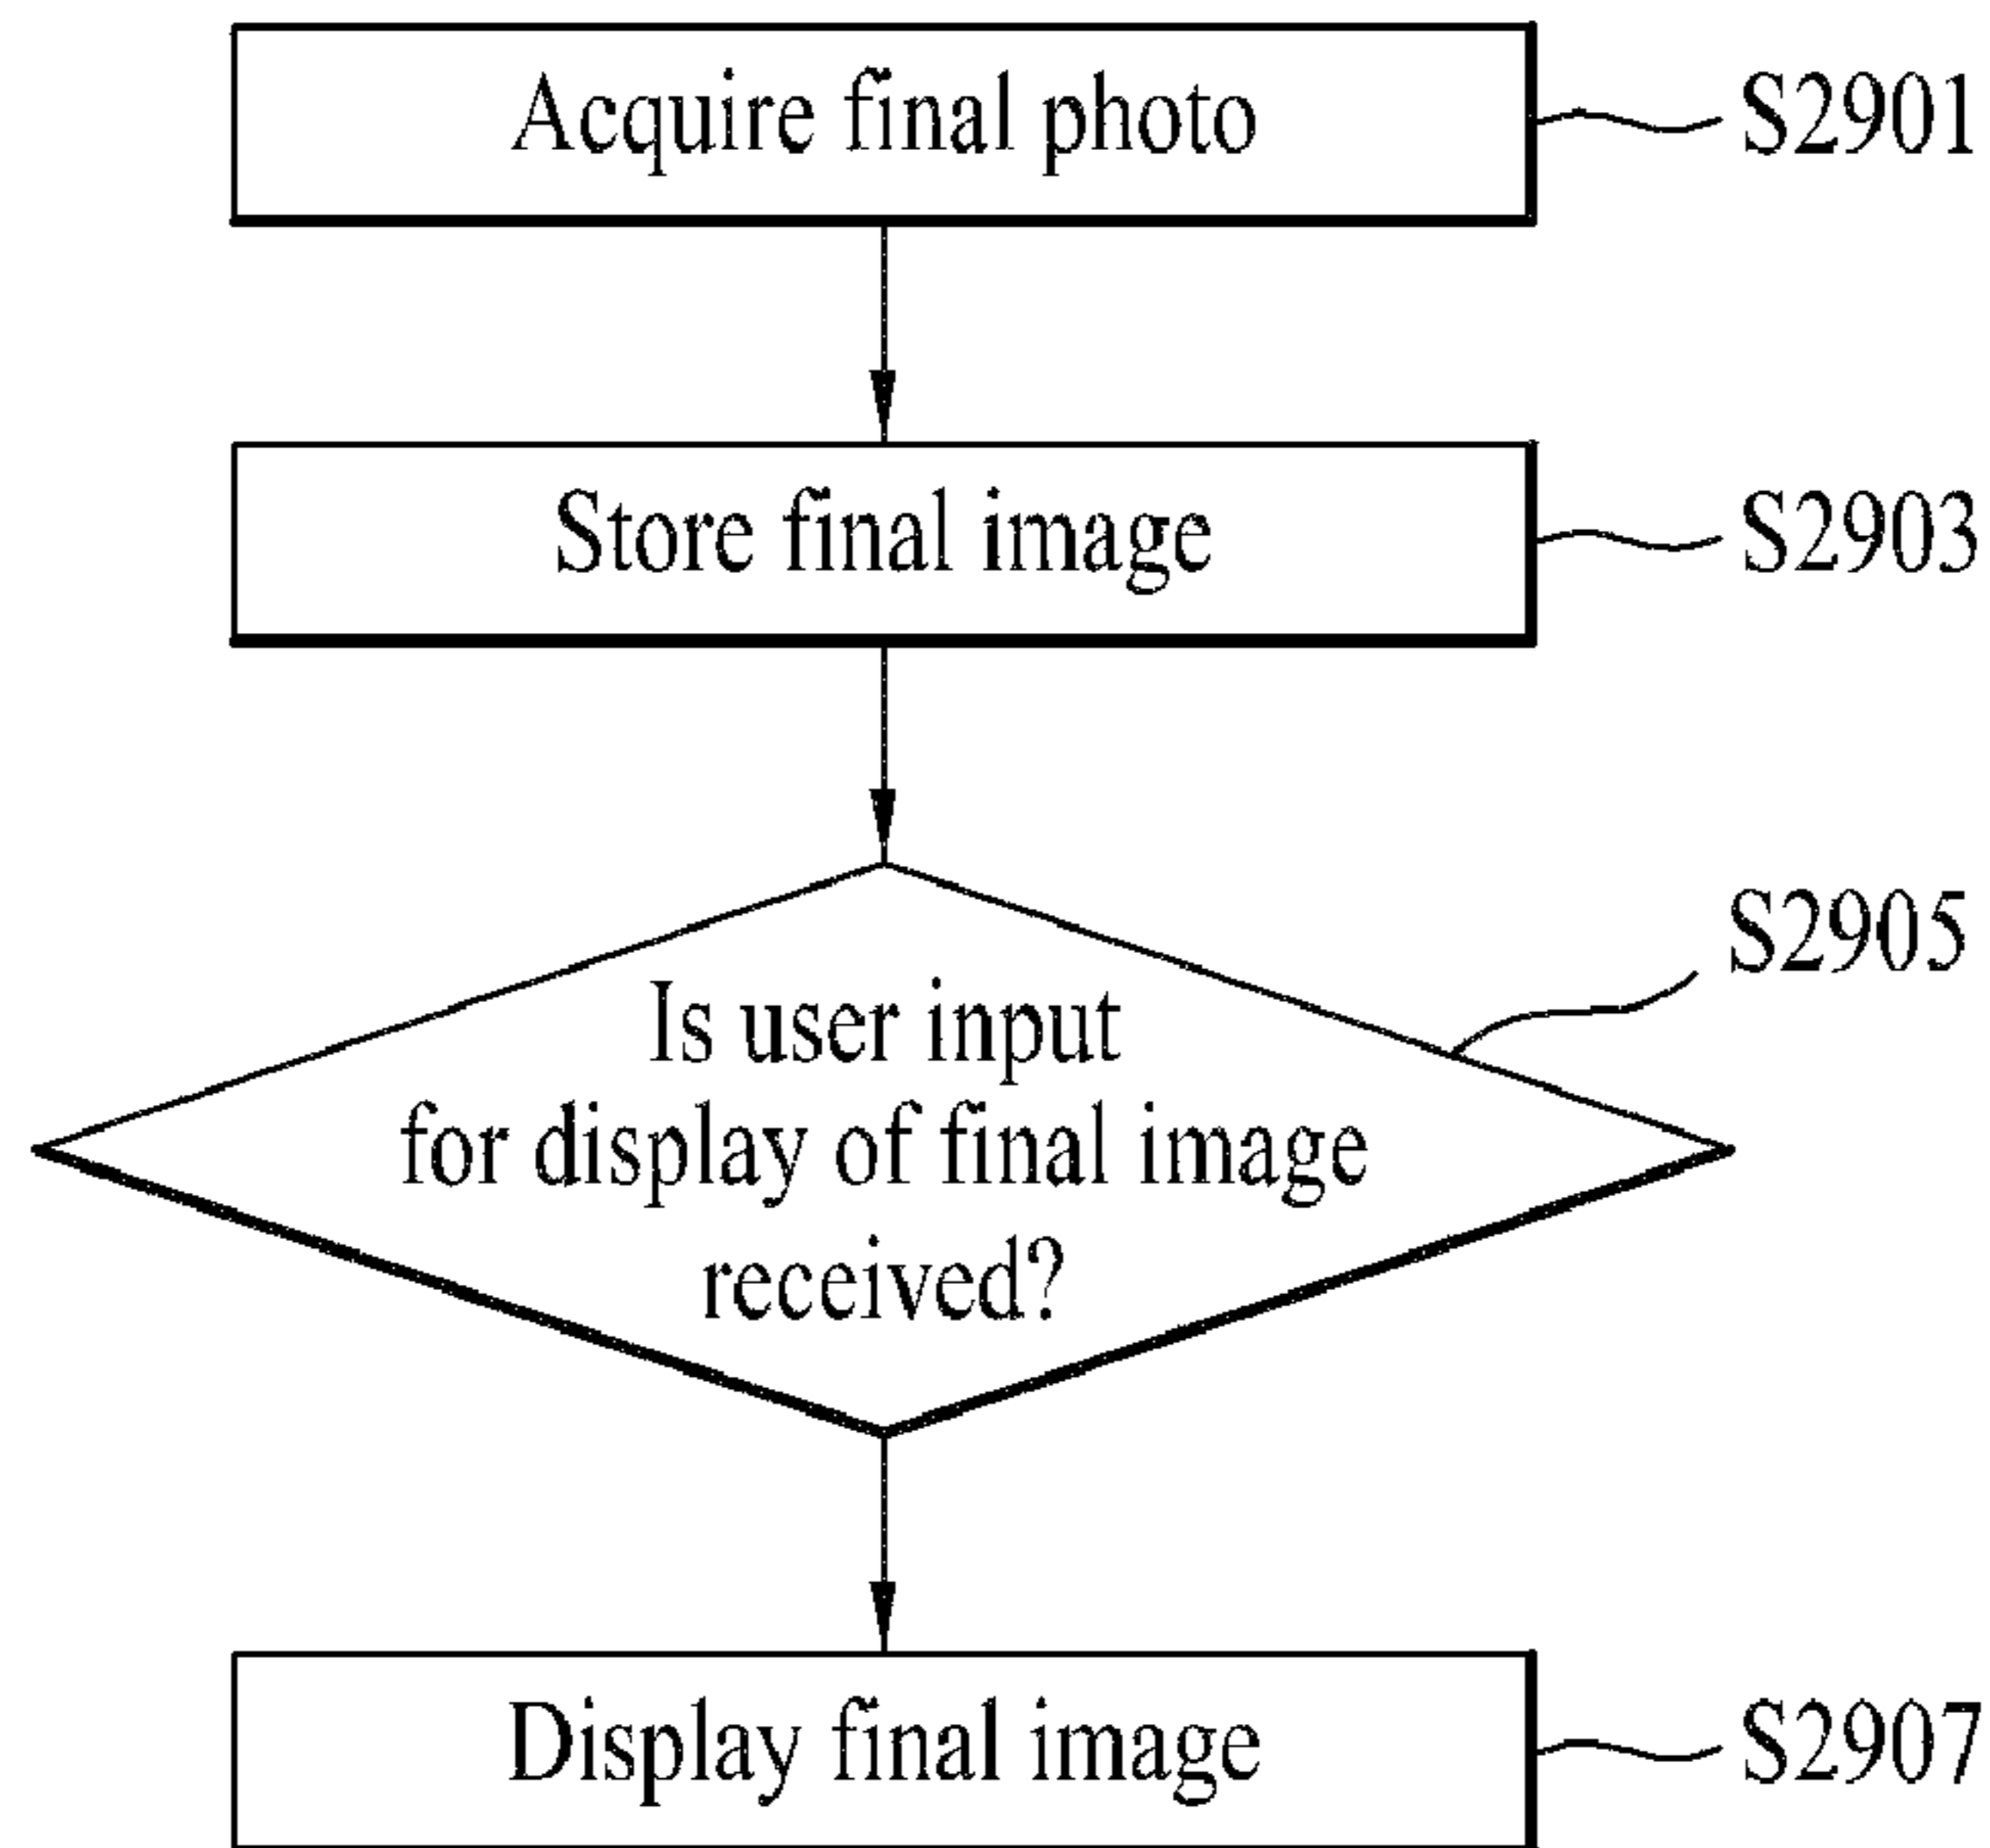 Acquire final photo
S2901
Store final image
S2903
S2905
Is user input
for display of final image
received?
Display final image
S2907